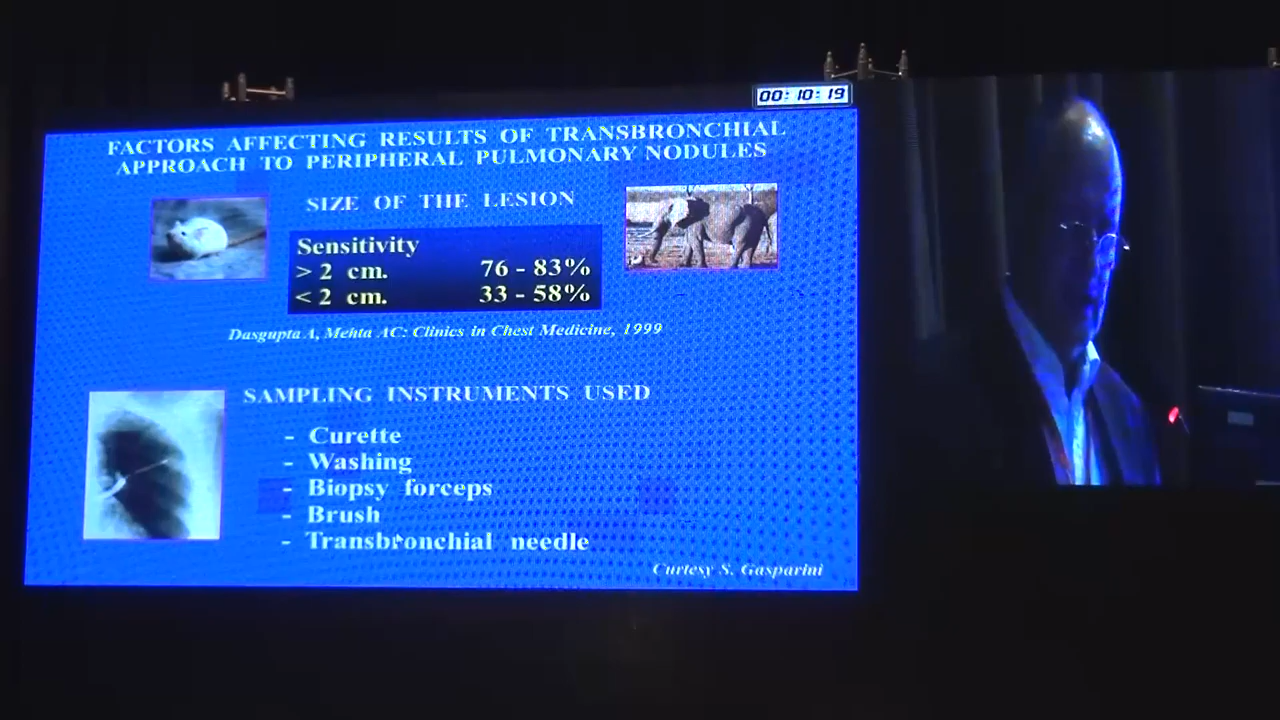 00:10:19
FACTORS AFFECTING RESULTS OF TRANSBRONCHIAL
APPROACH TO PERIPHERAL PULMONARY NODULES
SIZE OF THE LESION
Sensitivity
> 2 cm. 76 - 83%
< 2 cm. 33 - 58%
Dasgupta A, Mehta AC: Clinics in Chest Medicine, 1999
SAMPLING INSTRUMENTS USED
- Curette
- Washing
- Biopsy forceps
- Brush
- Transbronchial needle
Curtesy S. Gasparini